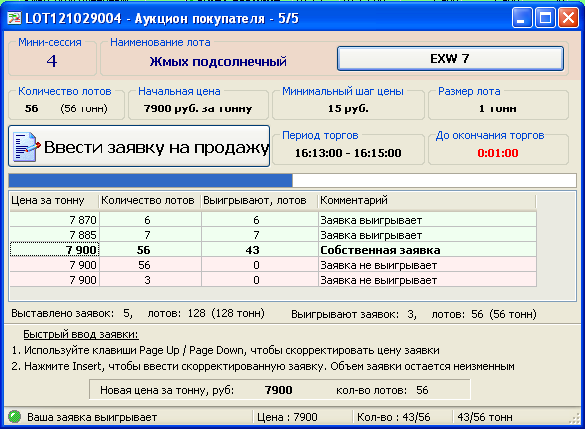 LOT121029004 - Аукцион покупателя - 5/5
Мини-сессия
4
Наименование лота
Жмых подсолнечный
EXW 7
Количество лотов
56 (56 тонн)
Начальная цена
7900 руб. за тонну
Минимальный шаг цены
15 руб.
Размер лота
1 тонн
Ввести заявку на продажу
Период торгов
16:13:00 - 16:15:00
До окончания торгов
0:01:00
Цена за тонну Количество лотов Выигрывают, лотов Комментарий
7 870 6 6 Заявка выигрывает
7 885 7 7 Заявка выигрывает
7 900 56 43 Собственная заявка
7 900 56 0 Заявка не выигрывает
7 900 3 0 Заявка не выигрывает
Выставлено заявок: 5, лотов: 128 (128 тонн) Выигрывают заявок: 3, лотов: 56 (56 тонн)
Быстрый ввод заявки:
1. Используйте клавиши Page Up / Page Down, чтобы скорректировать цену заявки
2. Нажмите Insert, чтобы ввести скорректированную заявку. Объем заявки остается неизменным
Новая цена за тонну, руб: 7900 кол-во лотов: 56
Ваша заявка выигрывает Цена : 7900 Кол-во : 43/56 43/56 тонн